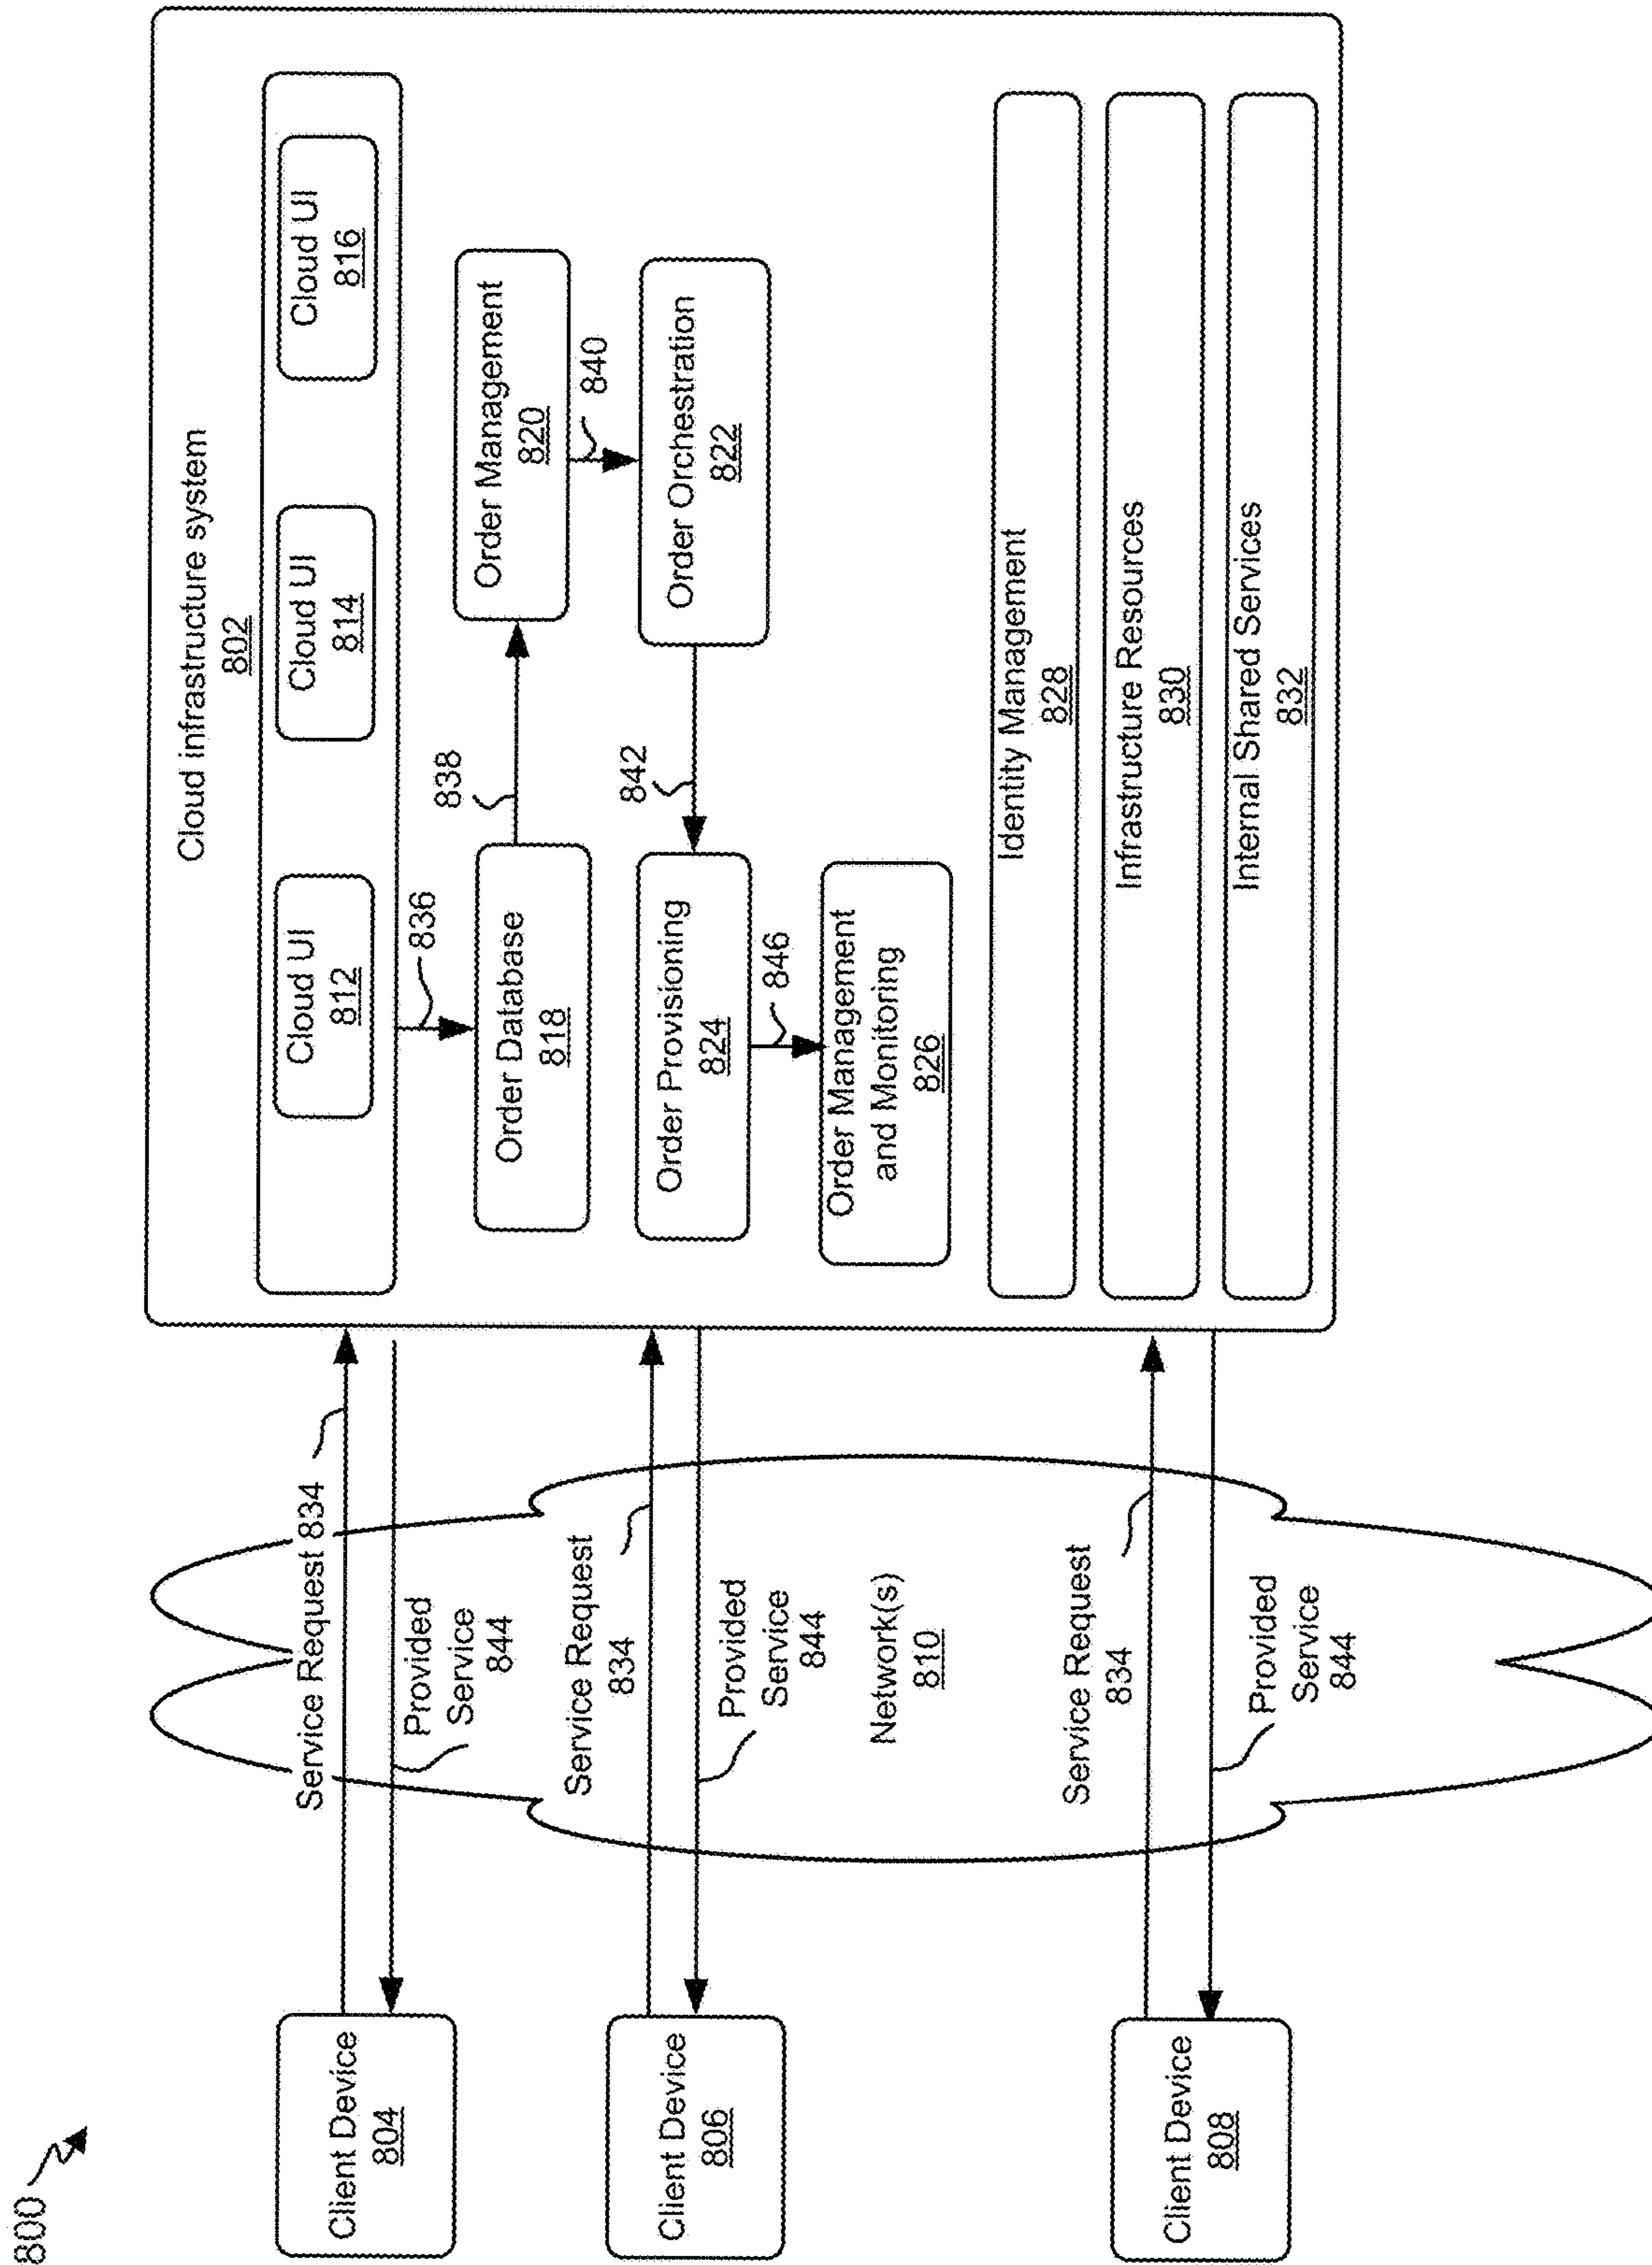 800
Cloud infrastructure system
802
Cloud UI
812
Cloud UI
814
Cloud UI
816
836
Order Database
818
838
Order Management
820
840
Order Orchestration
822
842
Order Provisioning
824
846
Order Management
and Monitoring
826
Identity Management
828
Infrastructure Resources
830
Internal Shared Services
832
Client Device
804
Service Request 834
Provided
Service
844
Client Device
806
Service Request
834
Provided
Service
844
Network(s)
810
Client Device
808
Service Request
834
Provided
Service
844